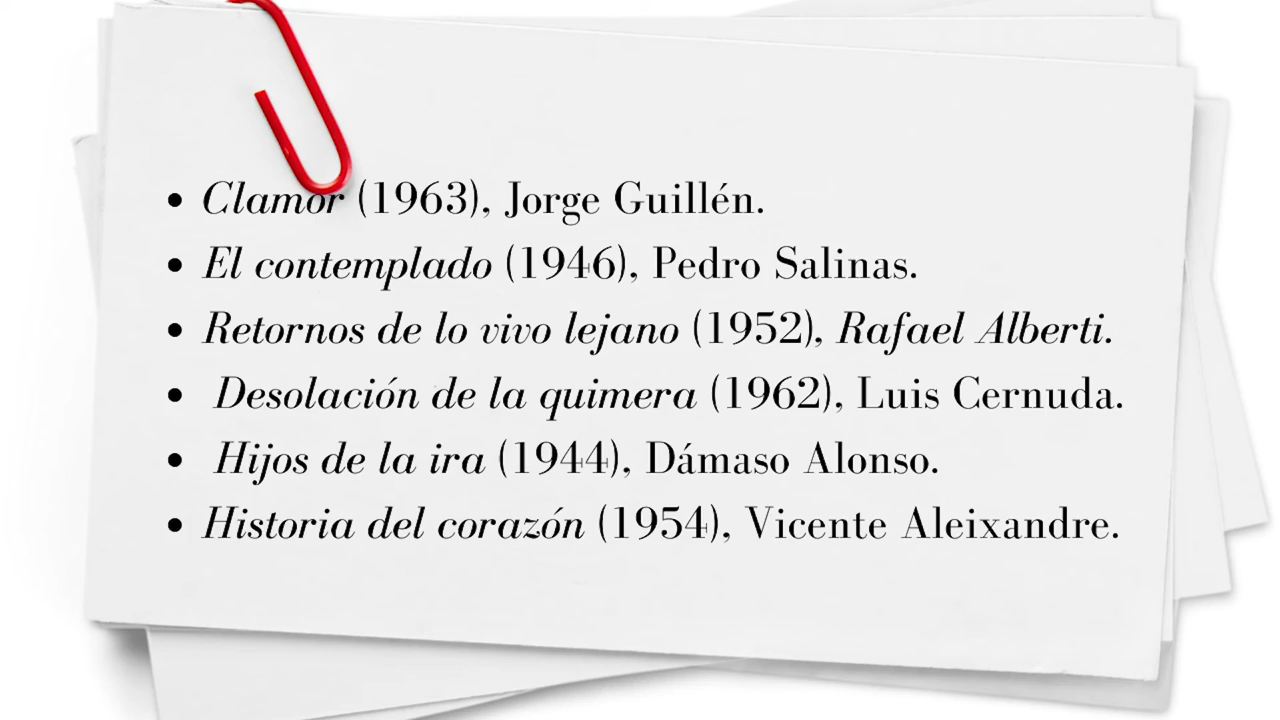 • Clamor (1963), Jorge Guillén.
• El contemplado (1946), Pedro Salinas.
• Retornos de lo vivo lejano (1952), Rafael Alberti.
• Desolación de la quimera (1962), Luis Cernuda.
• Hijos de la ira (1944), Dámaso Alonso.
• Historia del corazón (1954), Vicente Aleixandre.